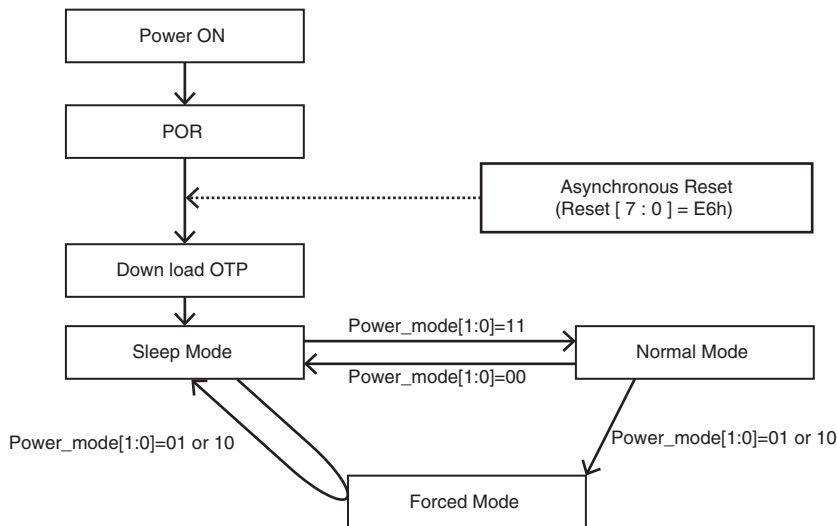 Power ON
POR
Asynchronous Reset
(Reset [ 7 : 0 ] = E6h)
Down load OTP
Power_mode[1:0]=11
Sleep Mode
Normal Mode
Power_mode[1:0]=00
Power_mode[1:0]=01 or 10
Power_mode[1:0]=01 or 10
Forced Mode